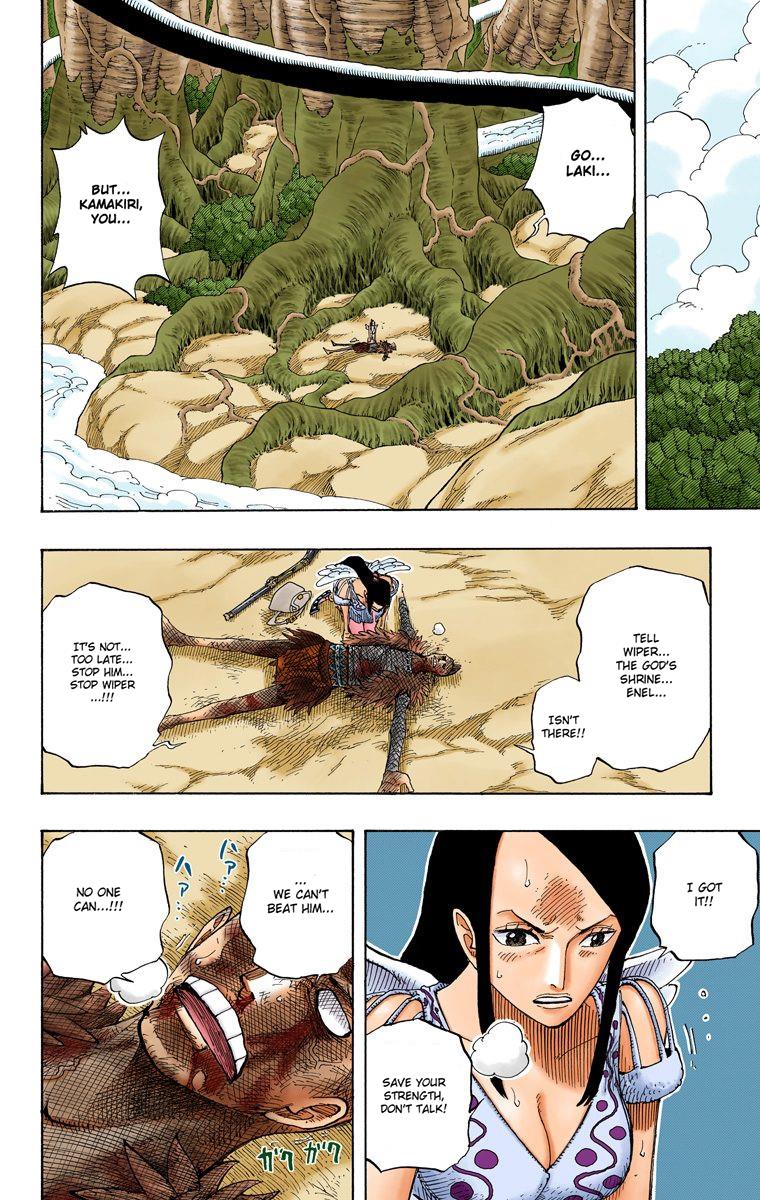 GO...
LAKI...
BUT...
KAMAKIRI,
YOU...
TELL
WIPER...
THE GOD'S
SHRINE...
ENEL...
ISN'T
THERE!!
IT'S NOT...
TOO LATE...
STOP HIM...
STOP WIPER
...!!!
I GOT
IT!!
SAVE YOUR
STRENGTH,
DON'T TALK!
...
WE CAN'T
BEAT HIM...
ハァ…
ハァ…
NO ONE
CAN...!!!
ガク ガク